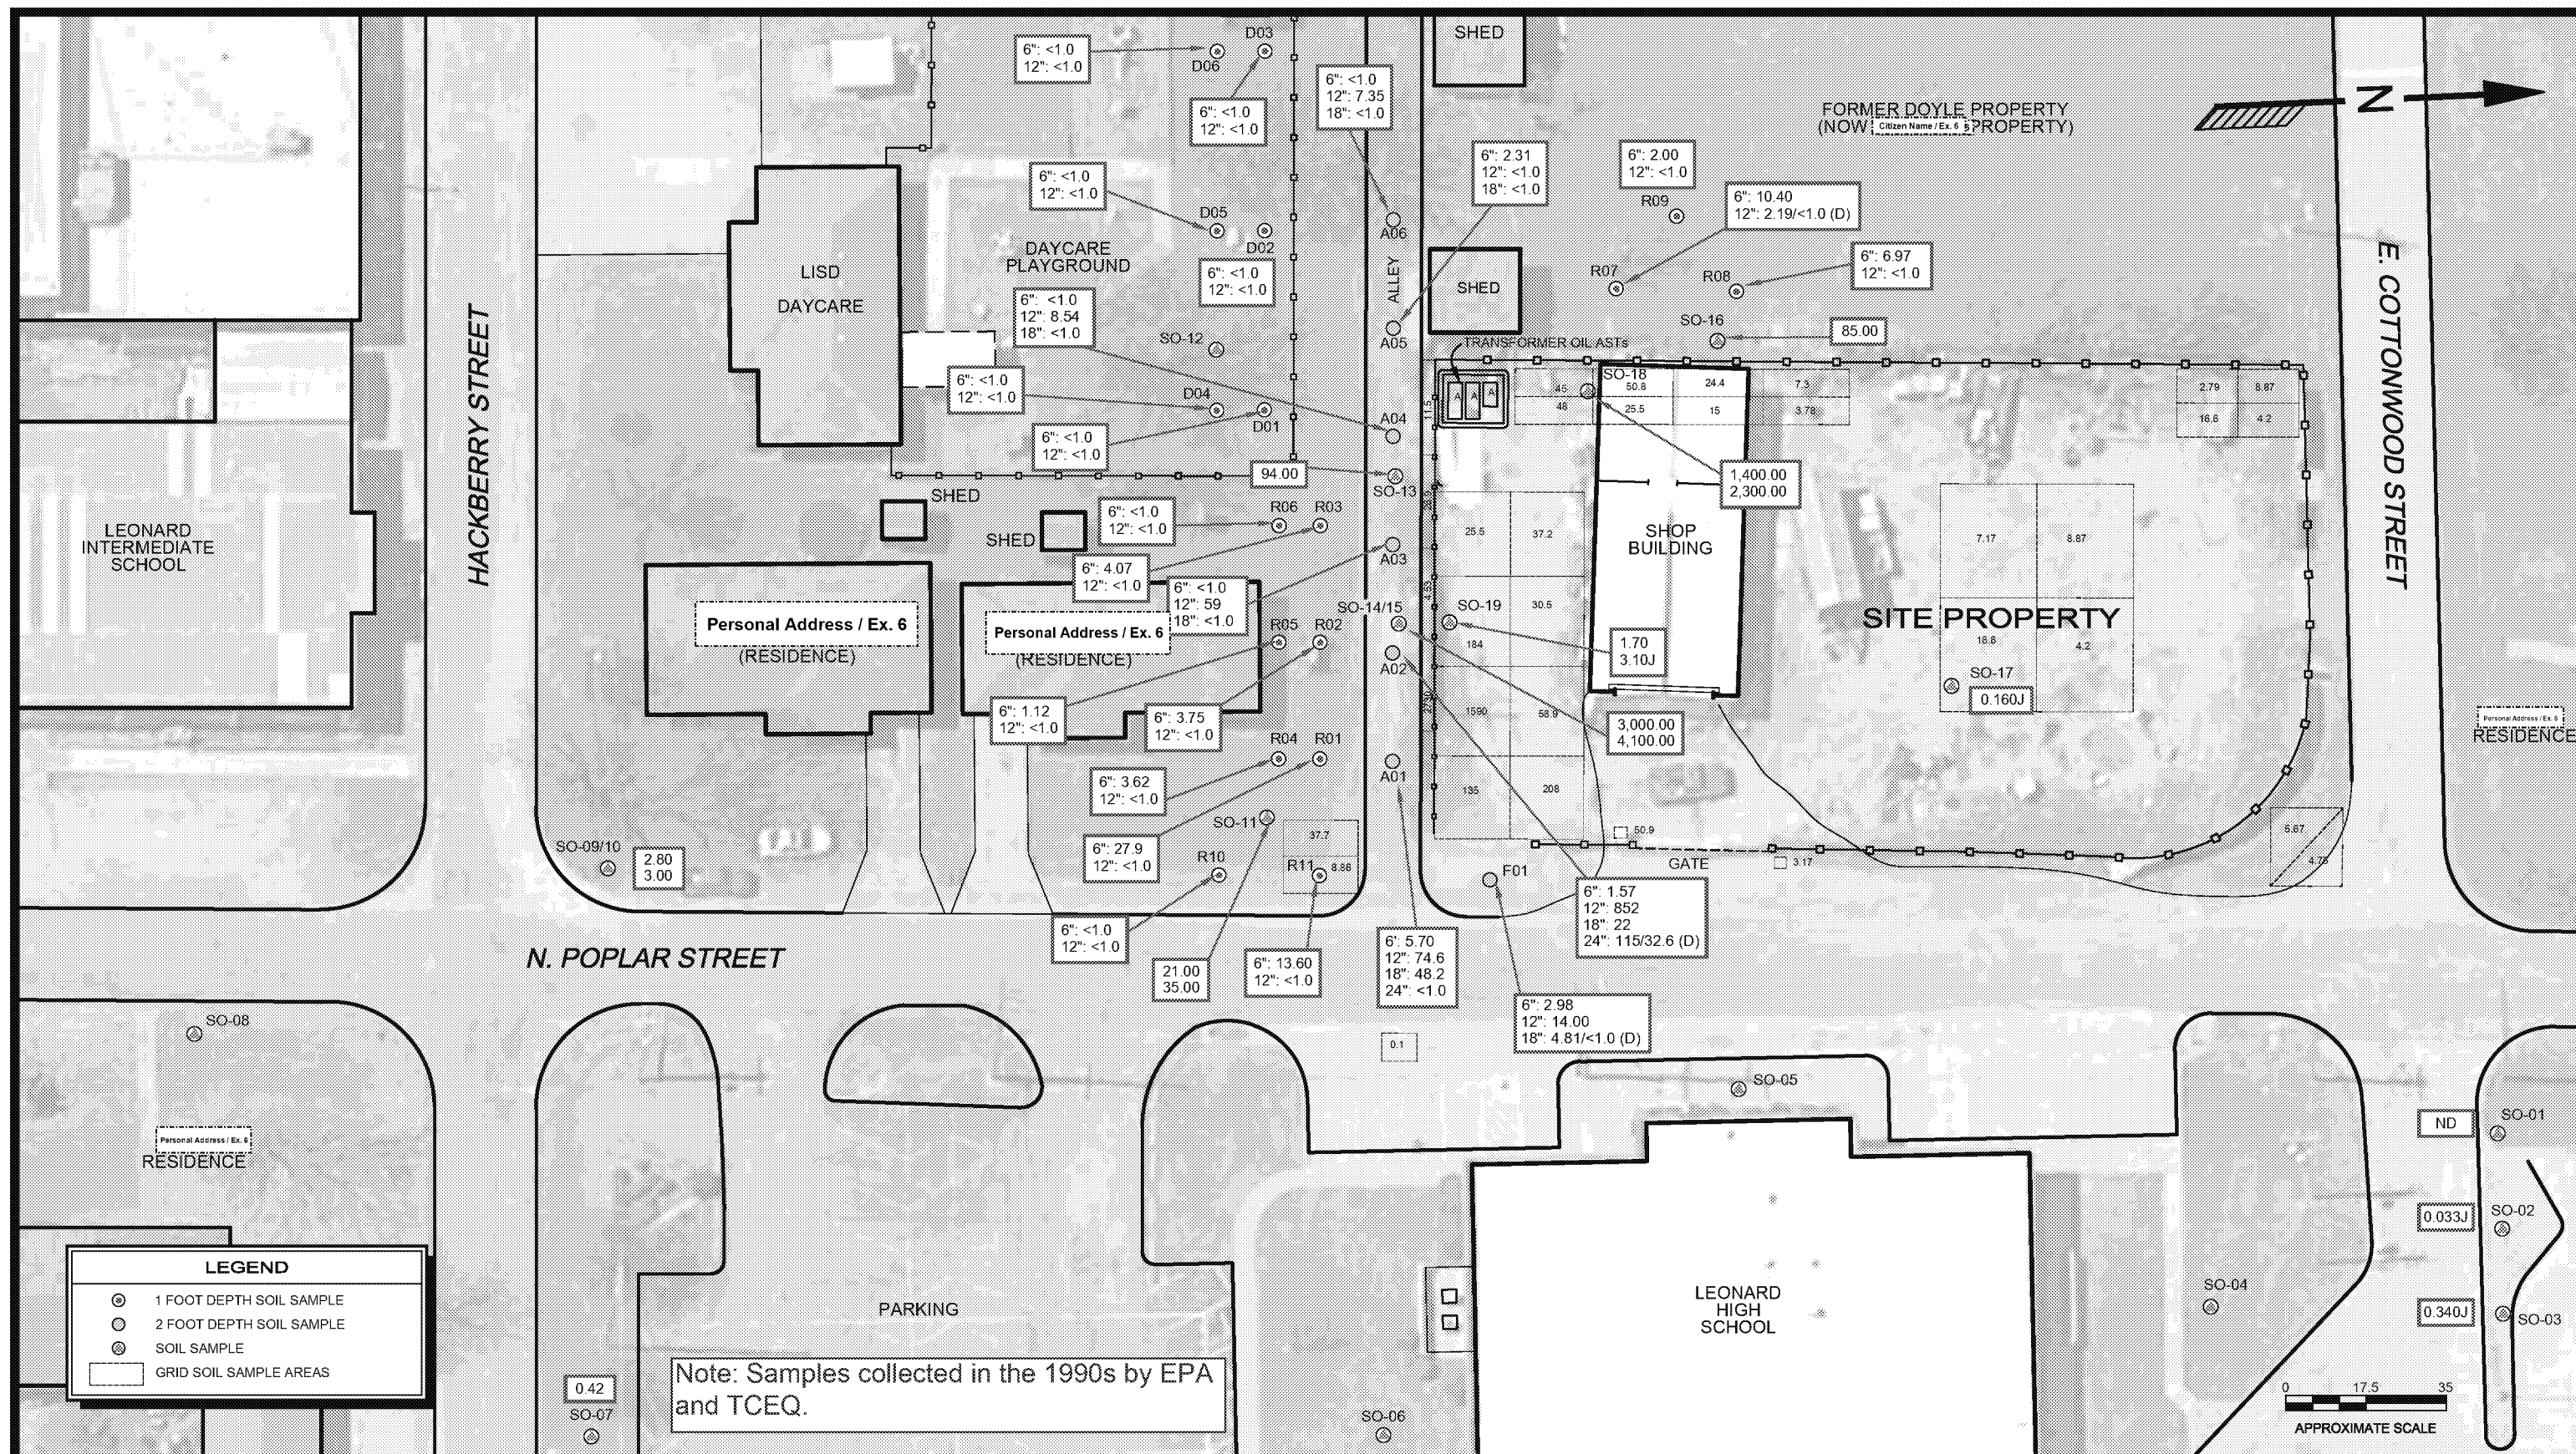 D03
D06
6": <1.0
12": <1.0
6": <1.0
12": <1.0
6": <1.0
12": 7.35
18": <1.0
SHED
FORMER DOYLE PROPERTY
(NOW Citizen Name / Ex. 6 PROPERTY)
N
6": 2.31
12": <1.0
18": <1.0
6": 2.00
12": <1.0
R09
6": 10.40
12": 2.19/<1.0 (D)
6": <1.0
12": <1.0
D05
D02
A06
DAYCARE
PLAYGROUND
LISD
DAYCARE
6": <1.0
12": <1.0
ALLEY
SHED
R07
R08
6": 6.97
12": <1.0
6": <1.0
12": 8.54
18": <1.0
SO-12
A05
SO-16
85.00
TRANSFORMER OIL ASTs
HACKBERRY STREET
E. COTTONWOOD STREET
6": <1.0
12": <1.0
D04
D01
6": <1.0
12": <1.0
A04
A
A
A
11.5
45
SO-18
50.8
24.4
7.3
48
25.5
15
3.78
2.79
8.87
16.6
4.2
94.00
SO-13
1,400.00
2,300.00
SHED
SHED
6": <1.0
12": <1.0
R06
R03
LEONARD
INTERMEDIATE
SCHOOL
A03
25.5
37.2
SHOP
BUILDING
7.17
8.87
6": 4.07
12": <1.0
6": <1.0
12": 59
18": <1.0
4.53
30.5
SO-14/15
SO-19
184
SITE PROPERTY
16.6
4.2
Personal Address / Ex. 6
(RESIDENCE)
Personal Address / Ex. 6
(RESIDENCE)
R05
R02
A02
1.70
3.10J
SO-17
0.160J
6": 1.12
12": <1.0
6": 3.75
12": <1.0
1590
58.9
3,000.00
4,100.00
Personal Address / Ex. 6
RESIDENCE
R04
R01
A01
6": 3.62
12": <1.0
135
208
SO-11
37.7
50.9
5.67
4.75
SO-09/10
2.80
3.00
6": 27.9
12": <1.0
R10
R11
8.86
F01
GATE
3.17
6": 1.57
12": 852
18": 22
24": 115/32.6 (D)
6": <1.0
12": <1.0
N. POPLAR STREET
21.00
35.00
6": 13.60
12": <1.0
6': 5.70
12": 74.6
18": 48.2
24": <1.0
6": 2.98
12": 14.00
18": 4.81/<1.0 (D)
SO-08
0.1
SO-05
ND
SO-01
Personal Address / Ex. 6
RESIDENCE
0.033J
SO-02
SO-04
0.340J
SO-03
LEGEND
1 FOOT DEPTH SOIL SAMPLE
2 FOOT DEPTH SOIL SAMPLE
SOIL SAMPLE
GRID SOIL SAMPLE AREAS
PARKING
LEONARD
HIGH
SCHOOL
Note: Samples collected in the 1990s by EPA
and TCEQ.
0.42
SO-07
SO-06
0 17.5 35
APPROXIMATE SCALE